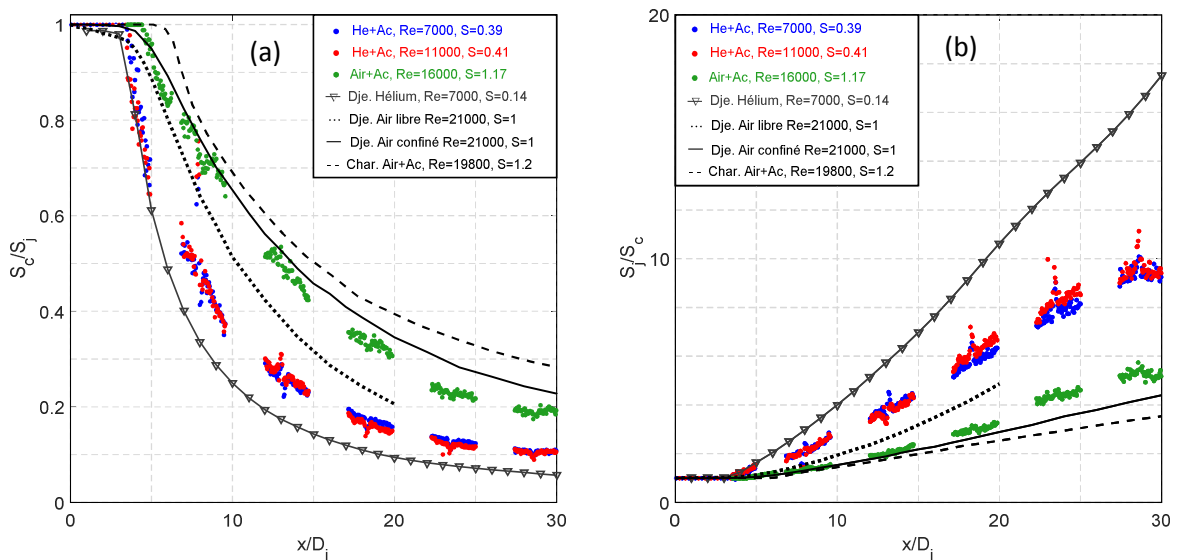 (a)
He+Ac, Re=7000, S=0.39
He+Ac, Re=11000, S=0.41
Air+Ac, Re=16000, S=1.17
Dje. Hélium, Re=7000, S=0.14
Dje. Air libre Re=21000, S=1
Dje. Air confiné Re=21000, S=1
Char. Air+Ac, Re=19800, S=1.2
1
0.8
0.6
0.4
0.2
0
S_c/S_j
0 10 20 30
x/D_j
(b)
He+Ac, Re=7000, S=0.39
He+Ac, Re=11000, S=0.41
Air+Ac, Re=16000, S=1.17
Dje. Hélium, Re=7000, S=0.14
Dje. Air libre Re=21000, S=1
Dje. Air confiné Re=21000, S=1
Char. Air+Ac, Re=19800, S=1.2
20
10
0
S_j/S_c
0 10 20 30
x/D_j